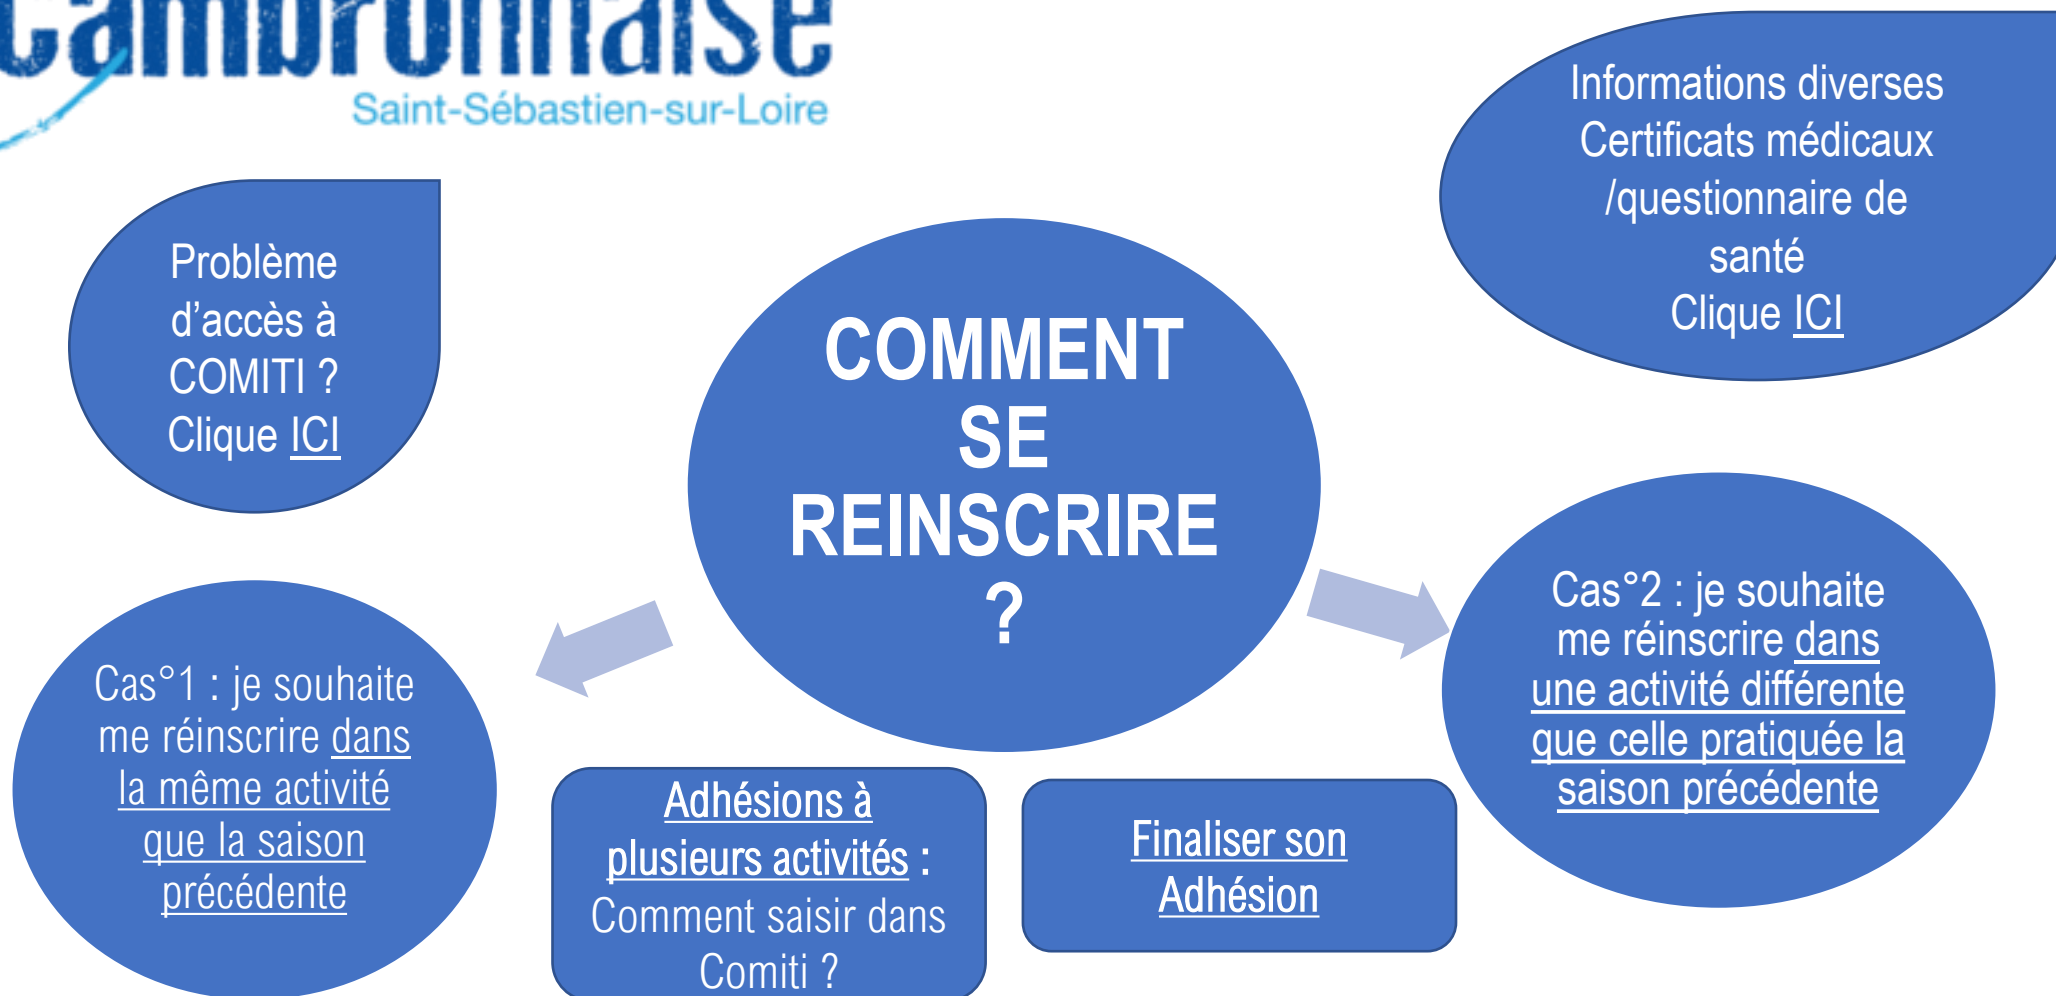 Cambronnaise
Saint-Sébastien-sur-Loire
Informations diverses
Certificats médicaux
/questionnaire de
santé
Clique ICI
Problème
d’accès à
COMITI ?
Clique ICI
COMMENT
SE
REINSCRIRE
?
Cas°1 : je souhaite
me réinscrire dans
la même activité
que la saison
précédente
Adhésions à
plusieurs activités :
Comment saisir dans
Comiti ?
Finaliser son
Adhésion
Cas°2 : je souhaite
me réinscrire dans
une activité différente
que celle pratiquée la
saison précédente